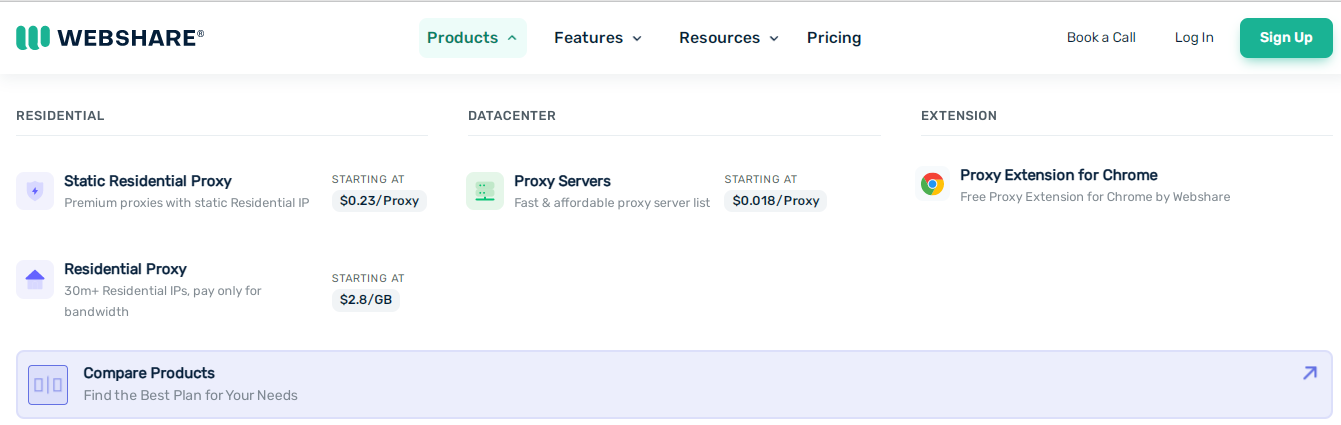 WEBSHARE®
Products
Features
Resources
Pricing
Book a Call
Log In
Sign Up
RESIDENTIAL
Static Residential Proxy
Premium proxies with static Residential IP
STARTING AT
$0.23/Proxy
Residential Proxy
30m+ Residential IPs, pay only for
bandwidth
STARTING AT
$2.8/GB
DATACENTER
Proxy Servers
Fast & affordable proxy server list
STARTING AT
$0.018/Proxy
EXTENSION
Proxy Extension for Chrome
Free Proxy Extension for Chrome by Webshare
Compare Products
Find the Best Plan for Your Needs